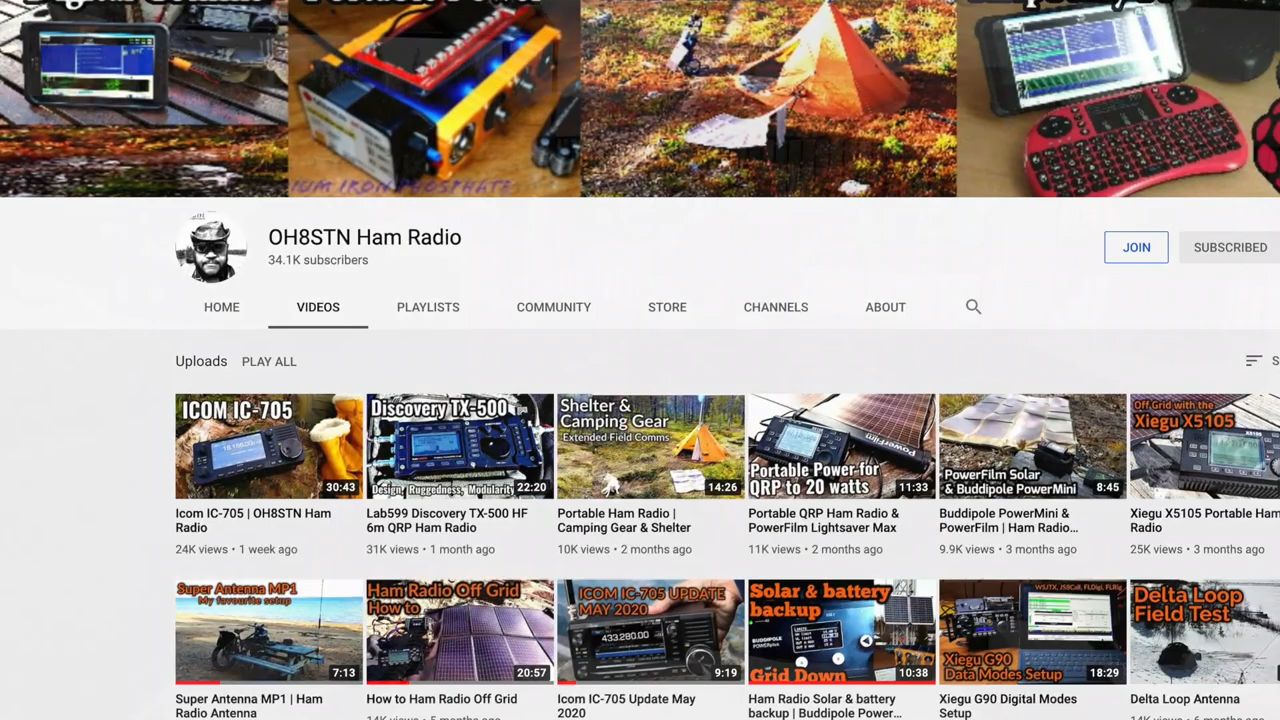 OH8STN Ham Radio
34.1K subscribers
JOIN
SUBSCRIBED
HOME
VIDEOS
PLAYLISTS
COMMUNITY
STORE
CHANNELS
ABOUT
Uploads
PLAY ALL
ICOM IC-705
30:43
Icom IC-705 | OH8STN Ham
Radio
24K views • 1 week ago
Discovery TX-500
Design, Ruggedness, Modularity
22:20
Lab599 Discovery TX-500 HF
6m QRP Ham Radio
31K views • 1 month ago
Shelter &
Camping Gear
Extended Field Comms
14:26
Portable Ham Radio |
Camping Gear & Shelter
10K views • 2 months ago
PowerFilm
Portable Power for
QRP to 20 watts
11:33
Portable QRP Ham Radio &
PowerFilm Lightsaver Max
11K views • 2 months ago
PowerFilm Solar
& Buddipole PowerMini
8:45
Buddipole PowerMini &
PowerFilm | Ham Radio...
9.9K views • 3 months ago
Off Grid with the
Xiegu X5105
Xiegu X5105 Portable Ham
Radio
25K views • 3 months ago
Super Antenna MP1
My favourite setup
7:13
Super Antenna MP1 | Ham
Radio Antenna
Ham Radio Off Grid
How to
20:57
How to Ham Radio Off Grid
14K views • 5 months ago
ICOM IC-705 UPDATE
MAY 2020
433.280.00
9:19
Icom IC-705 Update May
2020
Solar & battery
backup
Grid Down
10:38
Ham Radio Solar & battery
backup | Buddipole Power...
WSJTX, JS8Call, FLDigi, FLRig
Xiegu G90
Data Modes Setup
18:29
Xiegu G90 Digital Modes
Setup
Delta Loop
Field Test
Delta Loop Antenna